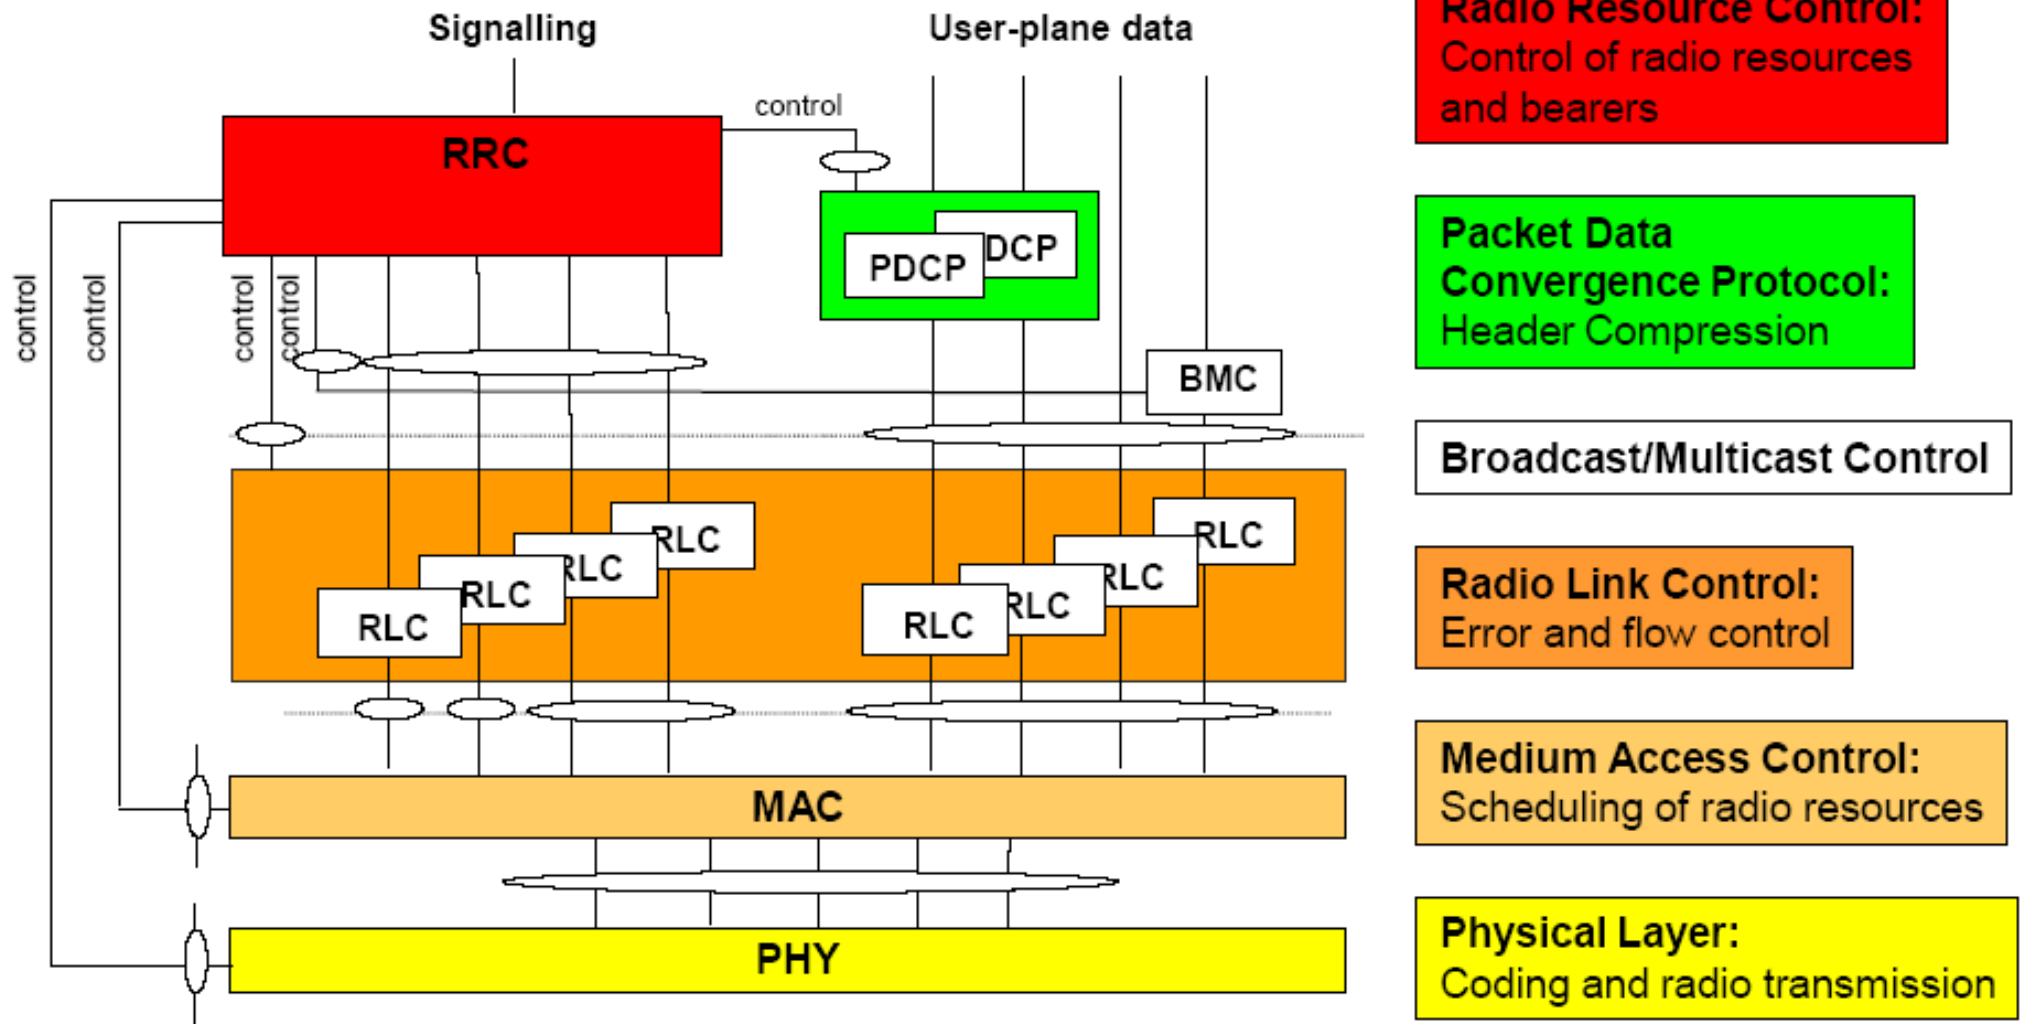 Signalling
User-plane data
control
RRC
PDCP
DCP
control
control
control
control
BMC
RLC
RLC
RLC
RLC
RLC
RLC
RLC
RLC
MAC
PHY
Radio Resource Control:
Control of radio resources
and bearers
Packet Data
Convergence Protocol:
Header Compression
Broadcast/Multicast Control
Radio Link Control:
Error and flow control
Medium Access Control:
Scheduling of radio resources
Physical Layer:
Coding and radio transmission